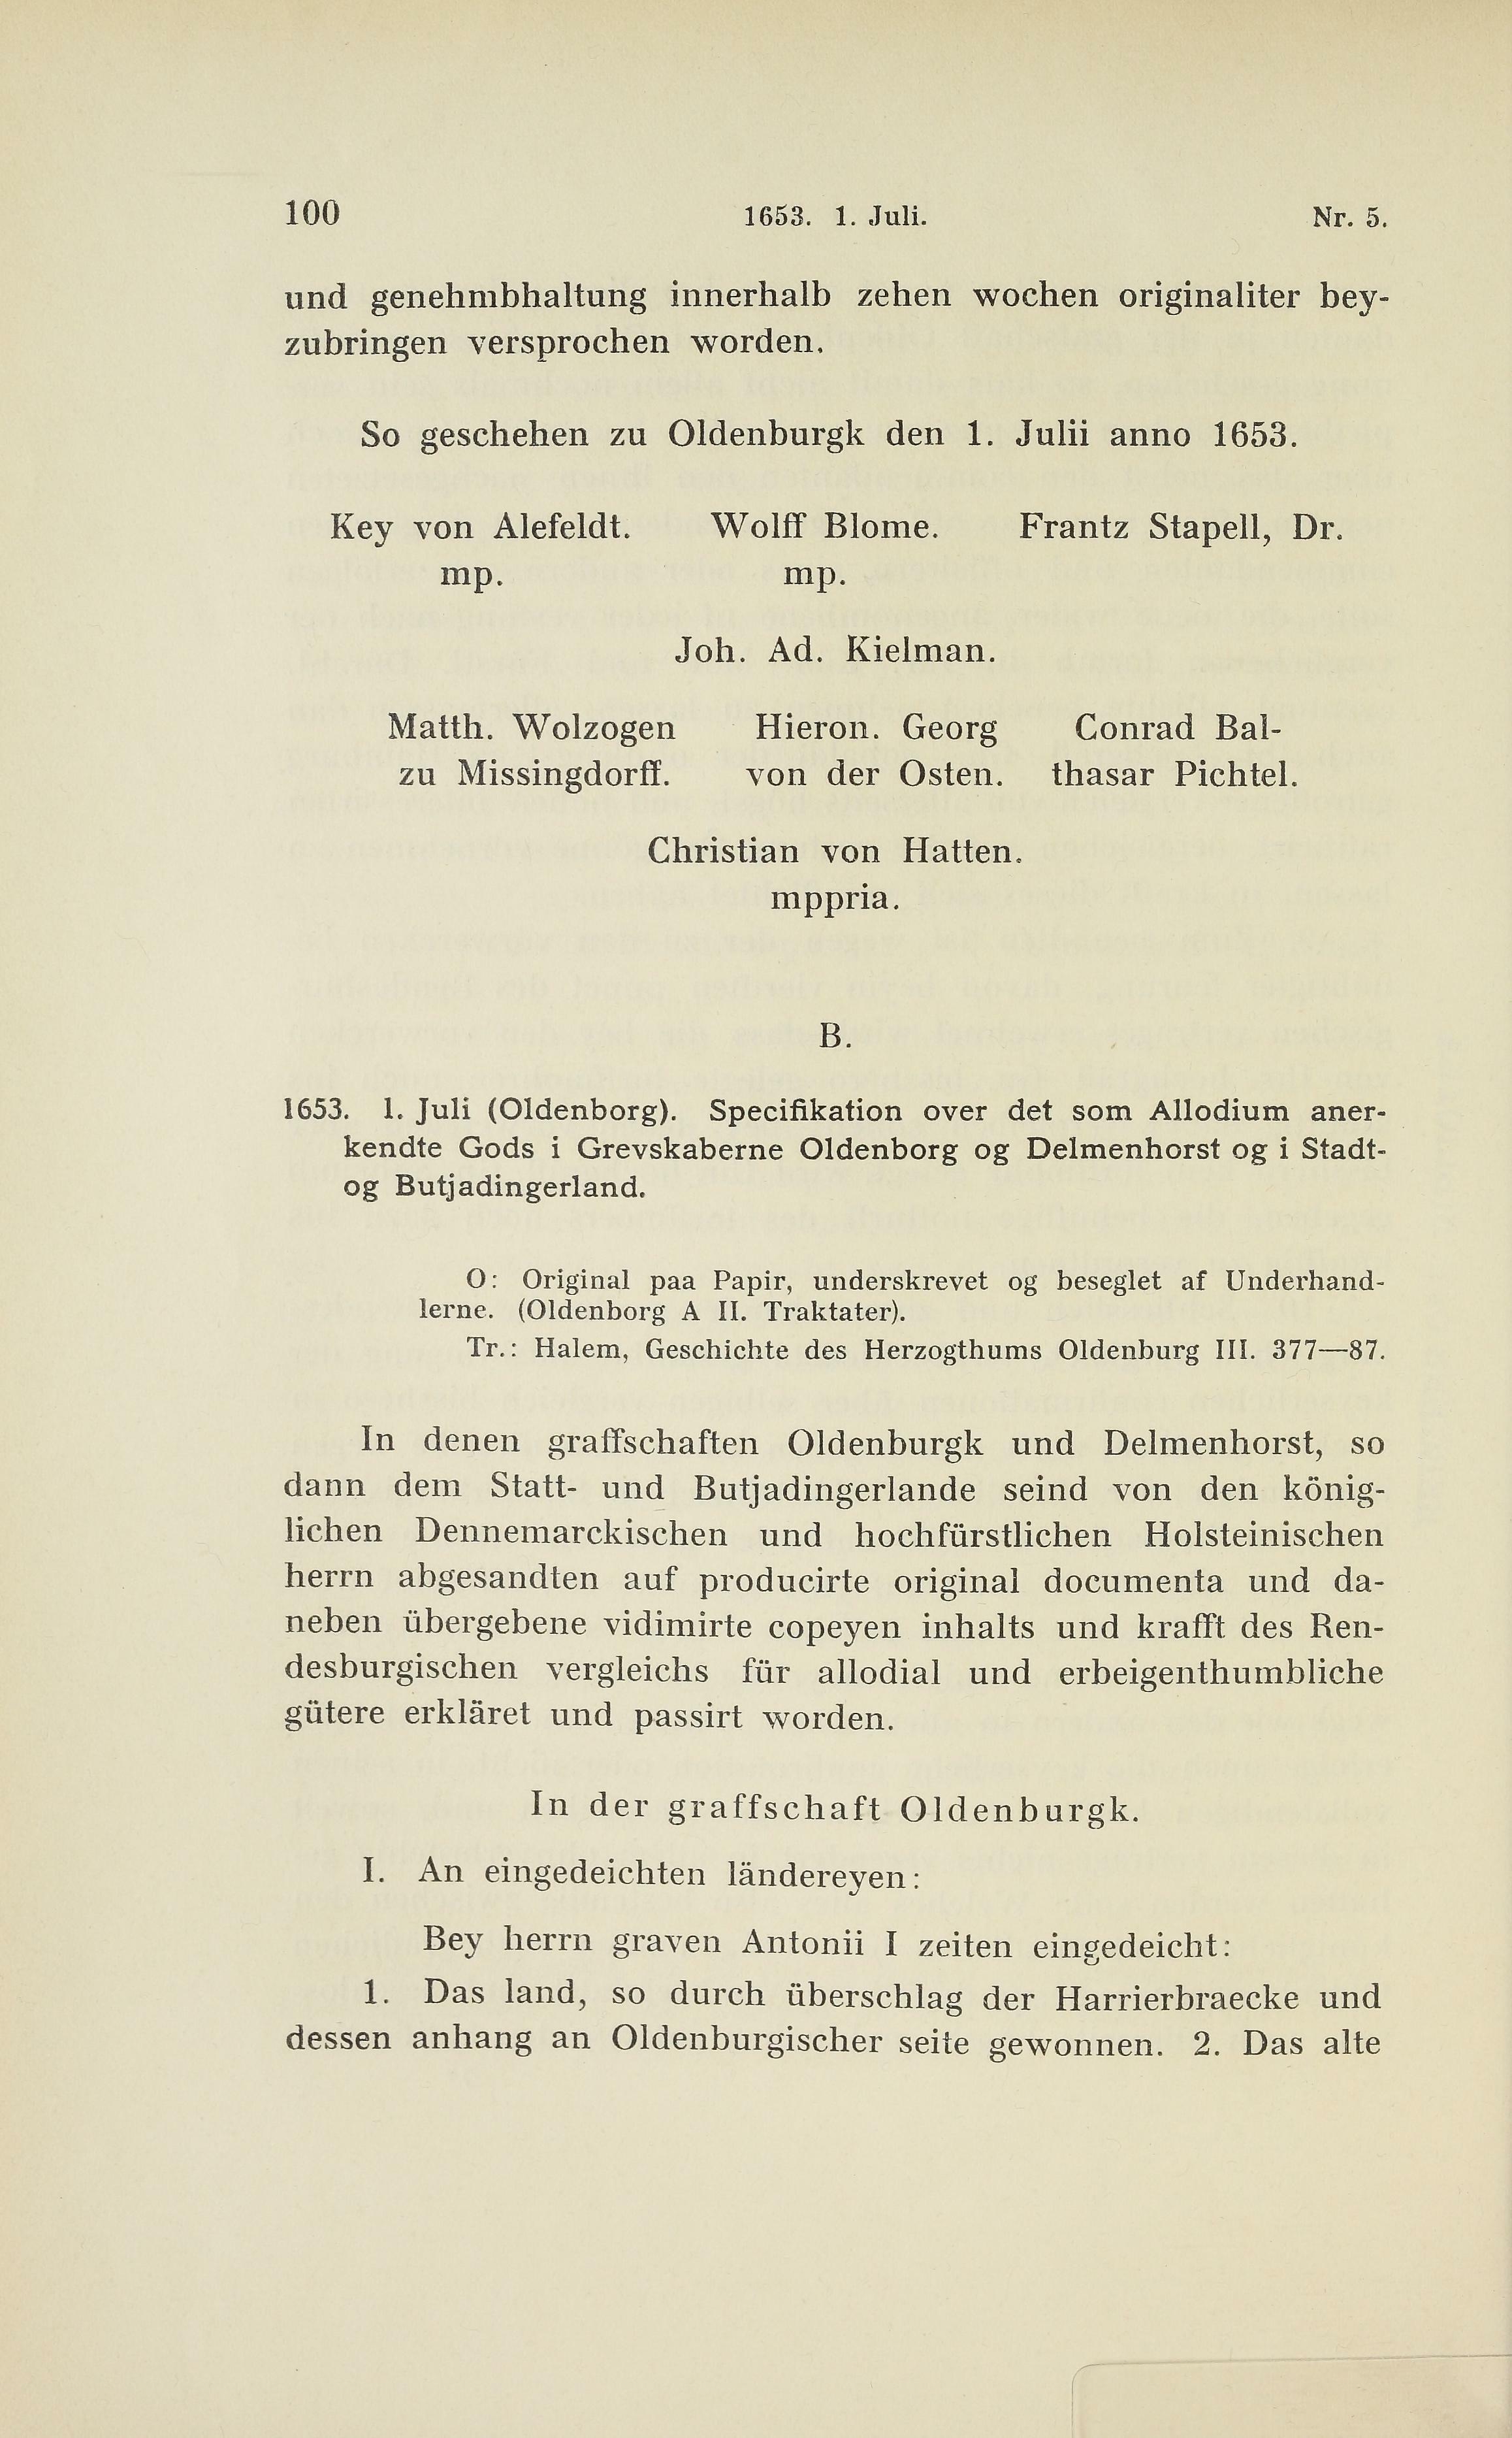 100 1653. 1. Juli. Nr. 5.
und genehmbhaltung innerhalb zehen wochen originaliter bey-
zubringen versprochen worden.
So geschehen zu Oldenburgk den 1. Julii anno 1653.
Key von Alefeldt. Wolff Blome. Frantz Stapell, Dr.
mp. mp.
Joh. Ad. Kielman.
Matth. Wolzogen Hieron. Georg Conrad Bal-
zu Missingdorff. von der Osten. thasar Pichtel.
Christian von Hatten.
mppria.
B.
1653. 1. Juli (Oldenborg). Specifikation over det som Allodium aner-
kendte Gods i Grevskaberne Oldenborg og Delmenhorst og i Stadt-
og Butjadingerland.
O: Original paa Papir, underskrevet og beseglet af Underhand-
lerne. (Oldenborg A II. Traktater).
Tr.: Halem, Geschichte des Herzogthums Oldenburg III. 377—87.
In denen graffschaften Oldenburgk und Delmenhorst, so
dann dem Statt- und Butjadingerlande seind von den könig-
lichen Dennemarckischen und hochfürstlichen Holsteinischen
herrn abgesandten auf producirte original documenta und da-
neben übergebene vidimirte copeyen inhalts und krafft des Ren-
desburgischen vergleichs für allodial und erbeigenthumbliche
gütere erkläret und passirt worden.
In der graffschaft Oldenburgk.
I. An eingedeichten ländereyen:
Bey herrn graven Antonii I zeiten eingedeicht:
1. Das land, so durch überschlag der Harrierbraecke und
dessen anhang an Oldenburgischer seite gewonnen. 2. Das alte